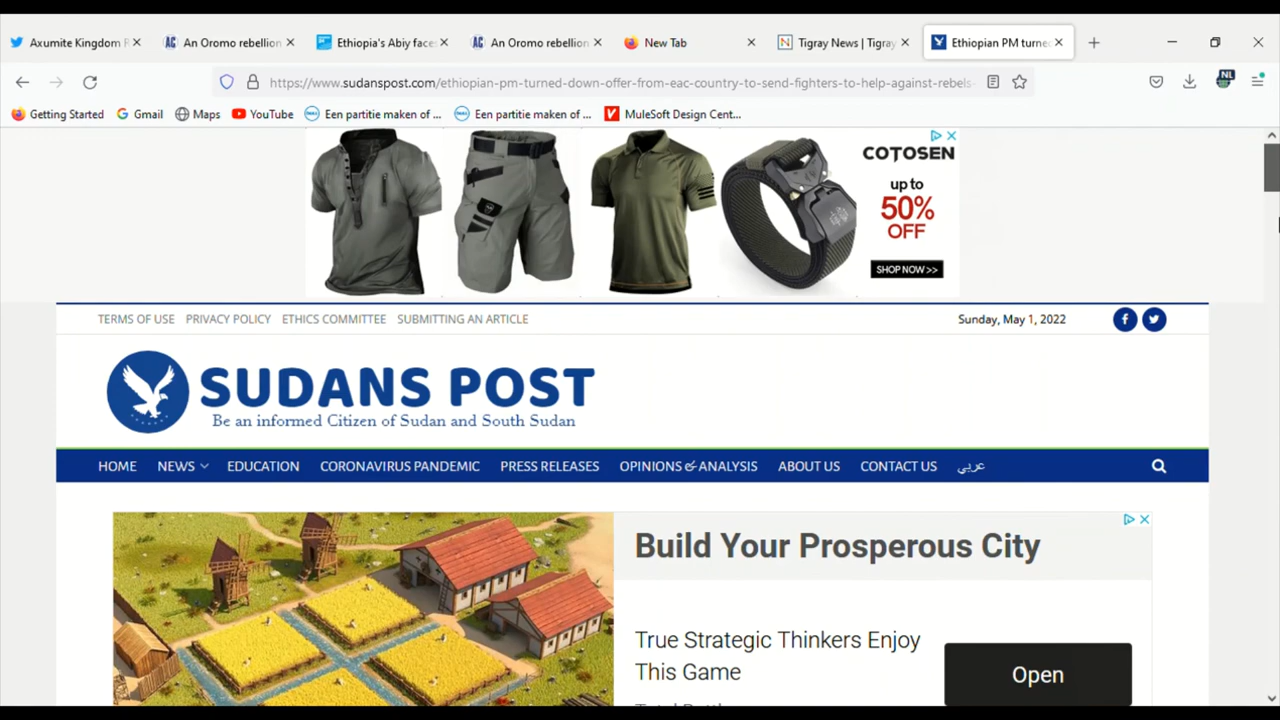 Axumite Kingdom R
An Oromo rebellion
Ethiopia's Abiy faces
An Oromo rebellion
New Tab
Tigray News | Tigray
Ethiopian PM turne
https://www.sudanspost.com/ethiopian-pm-turned-down-offer-from-eac-country-to-send-fighters-to-help-against-rebels-
NL
Getting Started
Gmail
Maps
YouTube
Een partitie maken of ...
Een partitie maken of ...
MuleSoft Design Cent...
COTOSEN
up to
50%
OFF
SHOP NOW >>
TERMS OF USE PRIVACY POLICY ETHICS COMMITTEE SUBMITTING AN ARTICLE
Sunday, May 1, 2022
SUDANS POST
Be an informed Citizen of Sudan and South Sudan
HOME NEWS EDUCATION CORONAVIRUS PANDEMIC PRESS RELEASES OPINIONS & ANALYSIS ABOUT US CONTACT US عربي
Build Your Prosperous City
True Strategic Thinkers Enjoy
This Game
Open